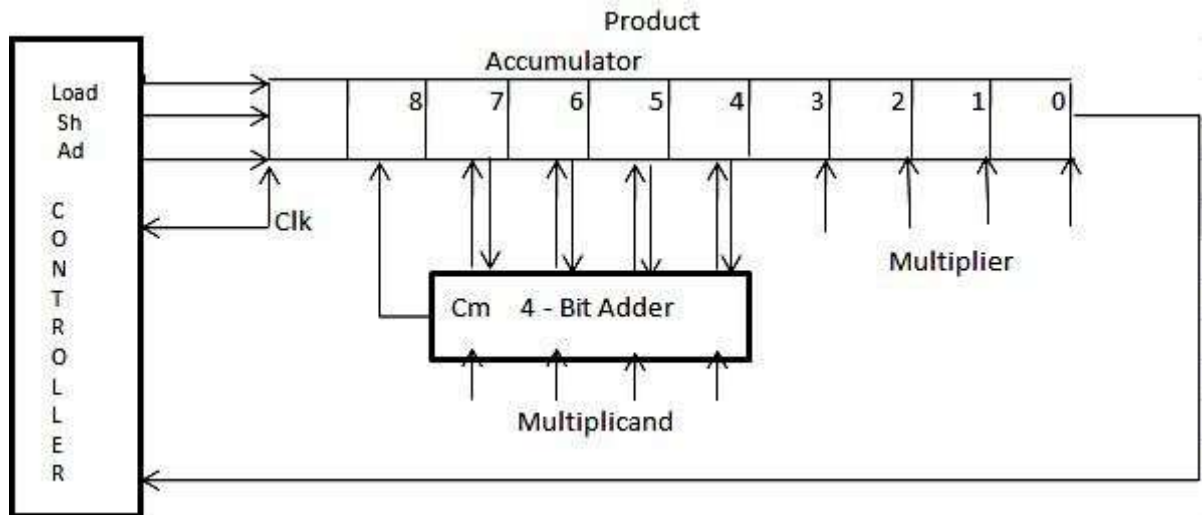 Product
Accumulator
Load
Sh
Ad
8 7 6 5 4 3 2 1 0
C
O
N
T
R
O
L
L
E
R
Clk
Multiplier
Cm 4 - Bit Adder
Multiplicand